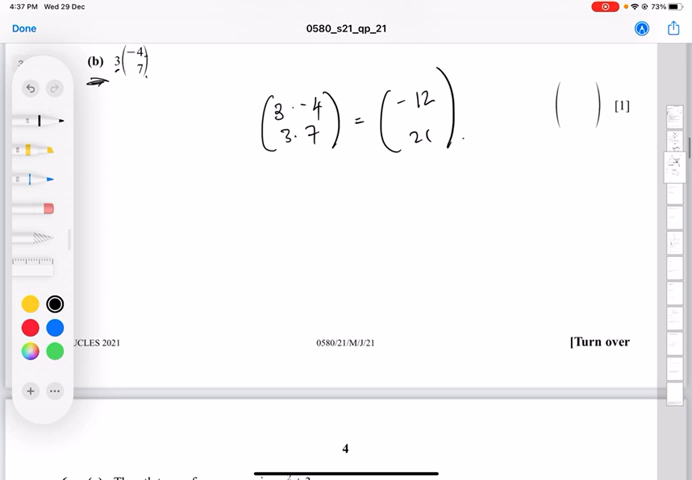 4:37 PM Wed 29 Dec
73%
Done
0580_s21_qp_21
(b) 3(-4
7)
(3·-4
3·7) = (-12
21).
( ) [1]
UCLES 2021
0580/21/M/J/21
[Turn over
4